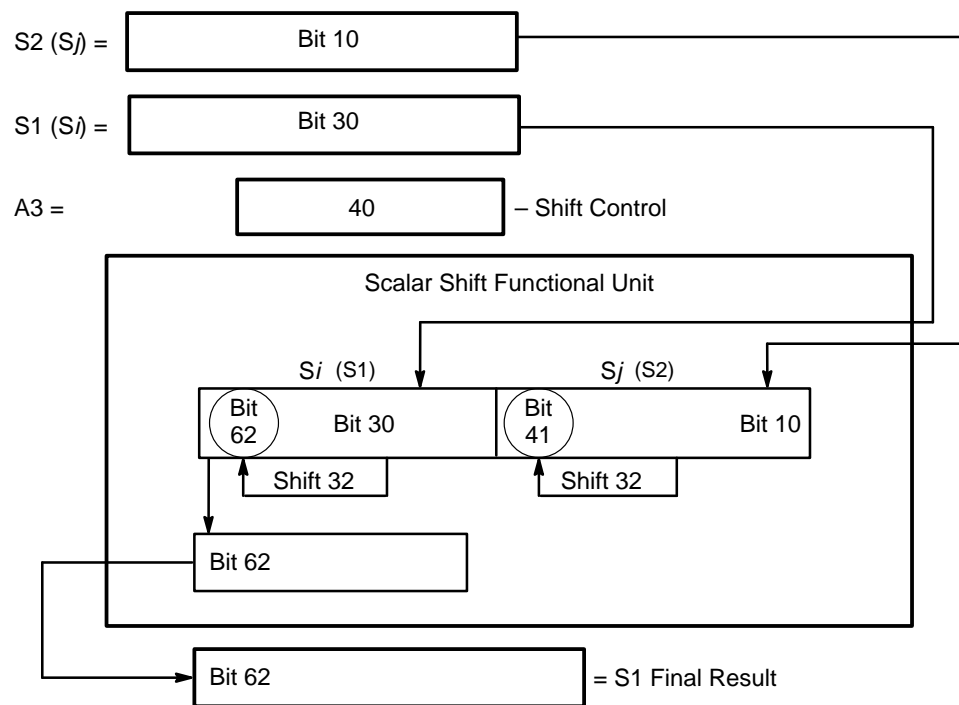 S2 (Sj) =
Bit 10
S1 (Si) =
Bit 30
A3 =
40
– Shift Control
Scalar Shift Functional Unit
Si (S1)
Sj (S2)
Bit
62
Bit 30
Bit
41
Bit 10
Shift 32
Shift 32
Bit 62
Bit 62
= S1 Final Result